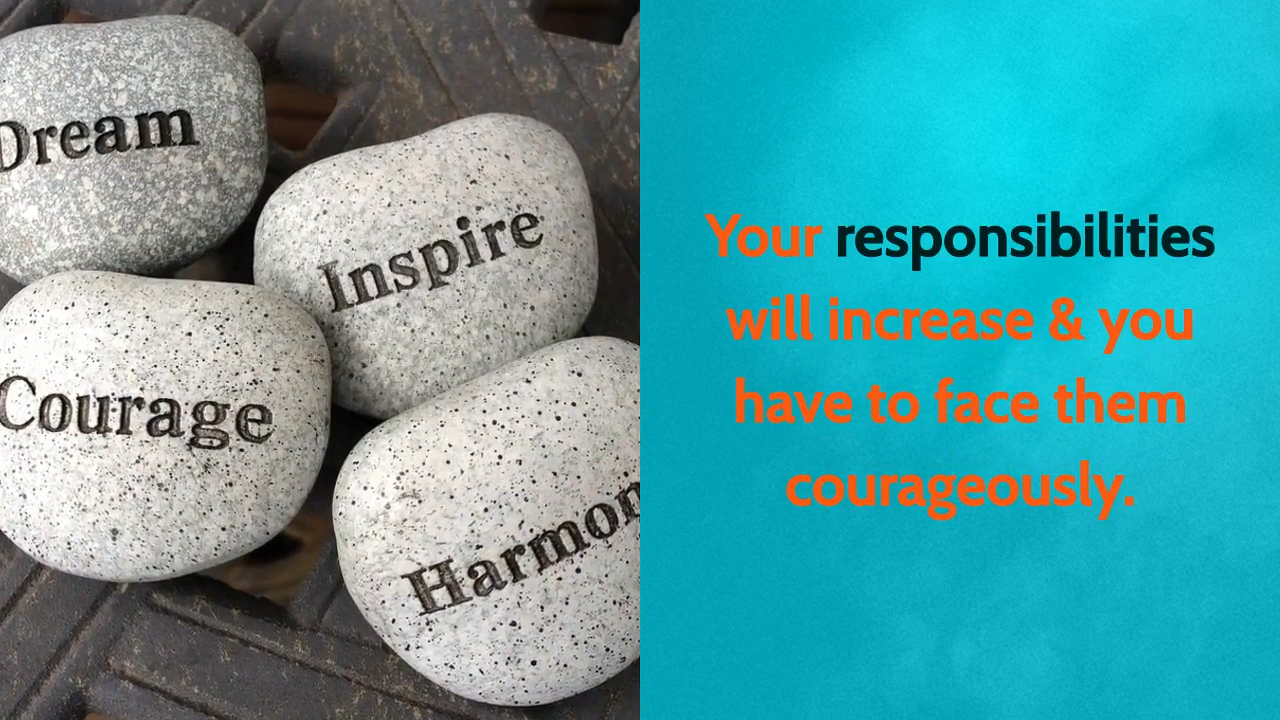 Dream
Inspire
Courage
Harmon
Your responsibilities
will increase & you
have to face them
courageously.